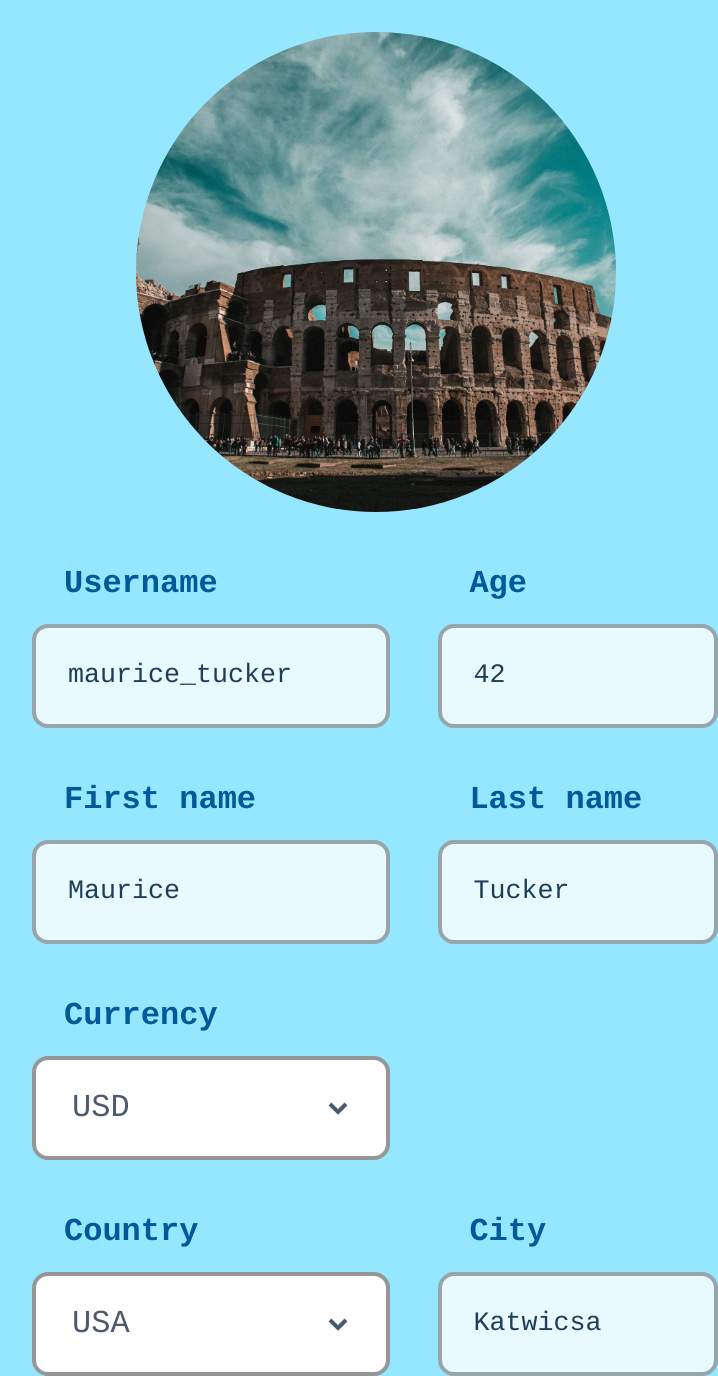 Username Age
maurice_tucker 42
First name Last name
Maurice Tucker
Currency
USD
Country City
USA Katwicsa